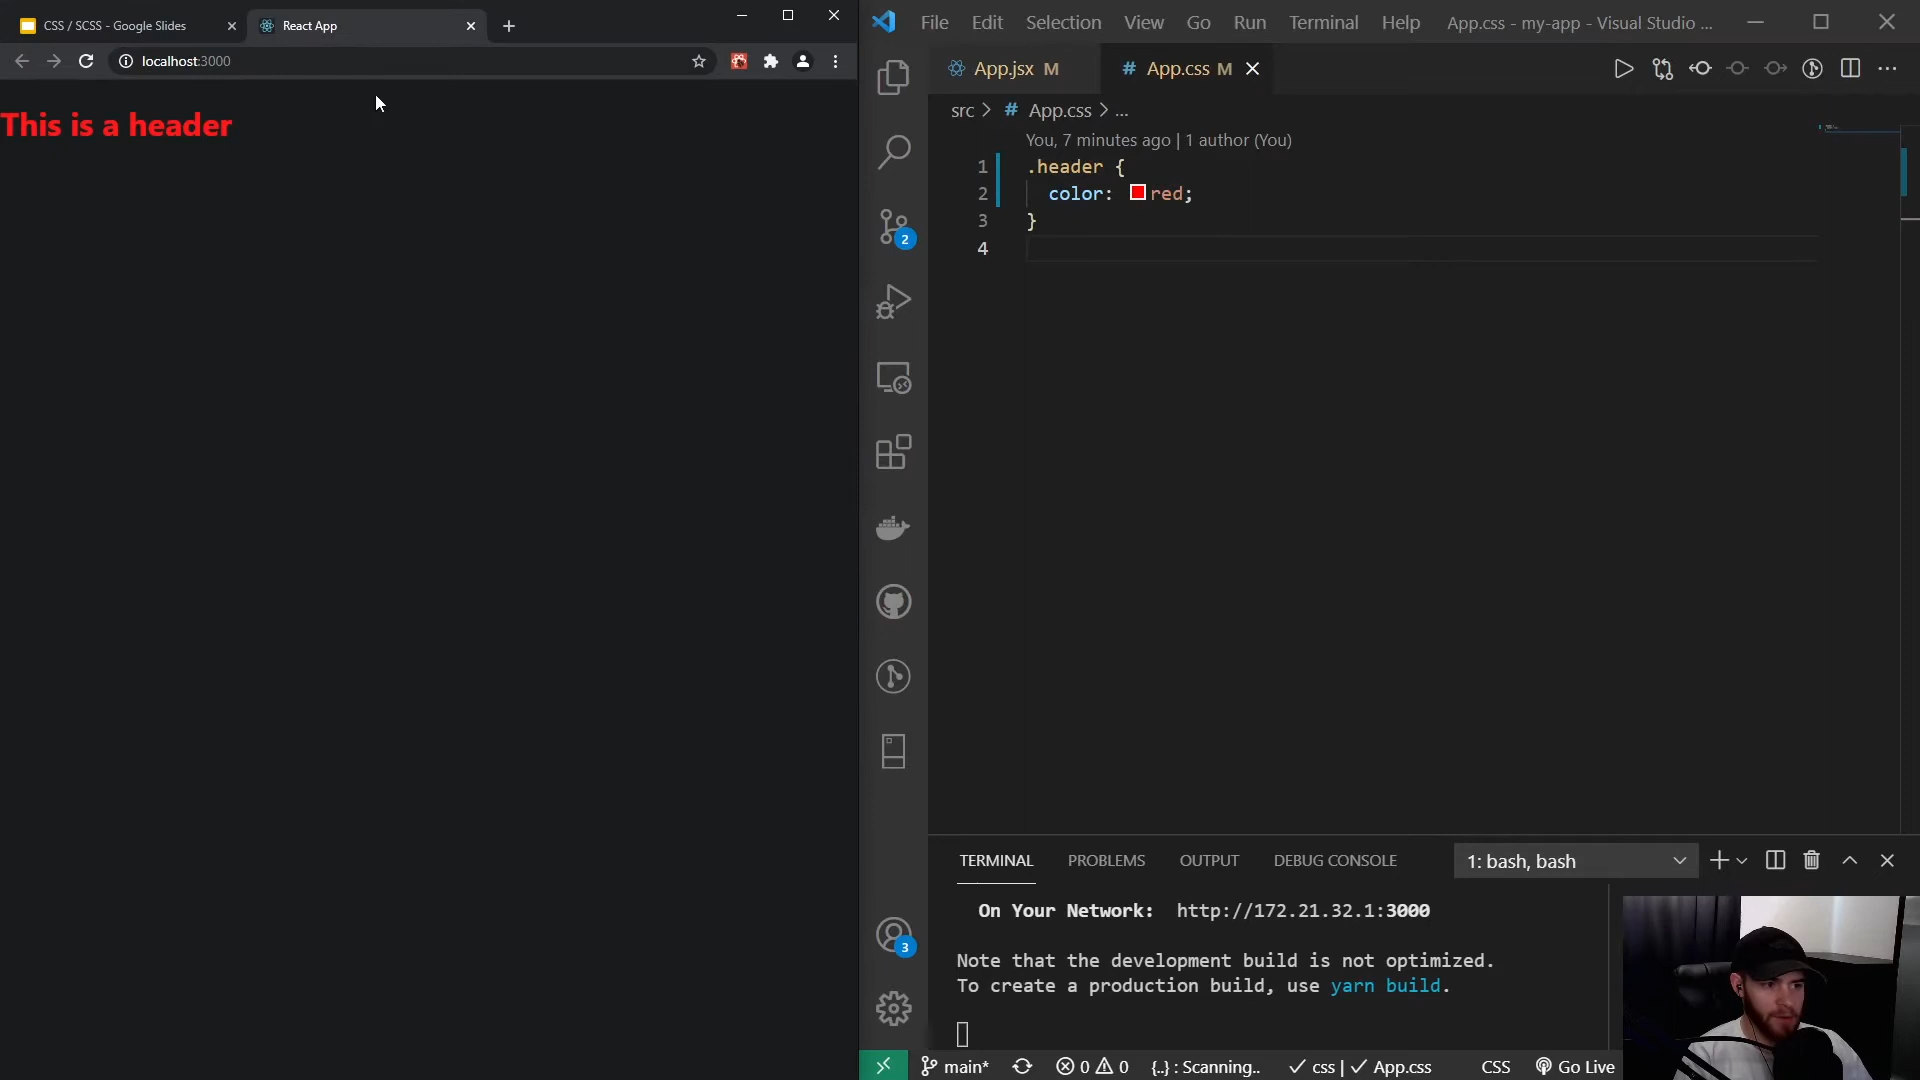 CSS / SCSS - Google Slides
React App
localhost:3000
This is a header
File Edit Selection View Go Run Terminal Help App.css - my-app - Visual Studio ...
App.jsx M
# App.css M
src > # App.css > ...
You, 7 minutes ago | 1 author (You)
1 .header {
2 color: red;
3 }
4
2
3
TERMINAL PROBLEMS OUTPUT DEBUG CONSOLE 1: bash, bash
On Your Network: http://172.21.32.1:3000
Note that the development build is not optimized.
To create a production build, use yarn build.
main* 0 0 {..} : Scanning.. css | App.css CSS Go Live